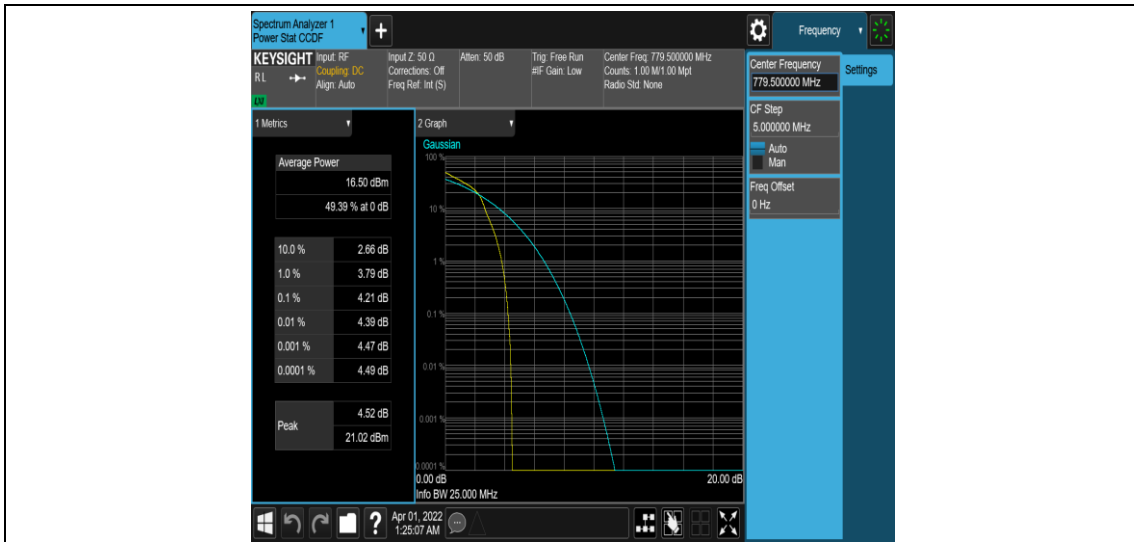 Spectrum Analyzer 1
Power Stat CCDF
+
Frequency
KEYSIGHT
RL
LXI
Input: RF
Coupling: DC
Align: Auto
Input Z: 50 Ω
Corrections: Off
Freq Ref: Int (S)
Atten: 50 dB
Trig: Free Run
#IF Gain: Low
Center Freq: 779.500000 MHz
Counts: 1.00 M/1.00 Mpt
Radio Std: None
Center Frequency
779.500000 MHz
Settings
CF Step
5.000000 MHz
Auto
Man
Freq Offset
0 Hz
1 Metrics
Average Power
16.50 dBm
49.39 % at 0 dB
10.0 % 2.66 dB
1.0 % 3.79 dB
0.1 % 4.21 dB
0.01 % 4.39 dB
0.001 % 4.47 dB
0.0001 % 4.49 dB
Peak
4.52 dB
21.02 dBm
2 Graph
Gaussian
100 %
10 %
1 %
0.1 %
0.01 %
0.001 %
0.0001 %
0.00 dB 20.00 dB
Info BW 25.000 MHz
?
Apr 01, 2022
1:25:07 AM